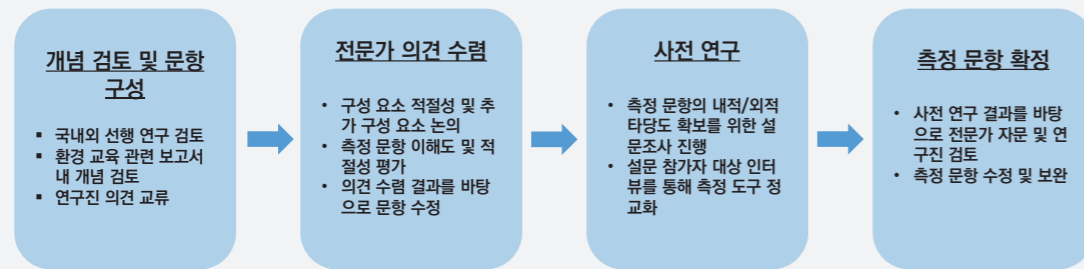 개념 검토 및 문항
구성
▪ 국내외 선행 연구 검토
▪ 환경 교육 관련 보고서
내 개념 검토
▪ 연구진 의견 교류
전문가 의견 수렴
• 구성 요소 적절성 및 추
가 구성 요소 논의
• 측정 문항 이해도 및 적
절성 평가
• 의견 수렴 결과를 바탕
으로 문항 수정
사전 연구
• 측정 문항의 내적/외적
타당도 확보를 위한 설
문조사 진행
• 설문 참가자 대상 인터
뷰를 통해 측정 도구 정
교화
측정 문항 확정
• 사전 연구 결과를 바탕
으로 전문가 자문 및 연
구진 검토
• 측정 문항 수정 및 보완